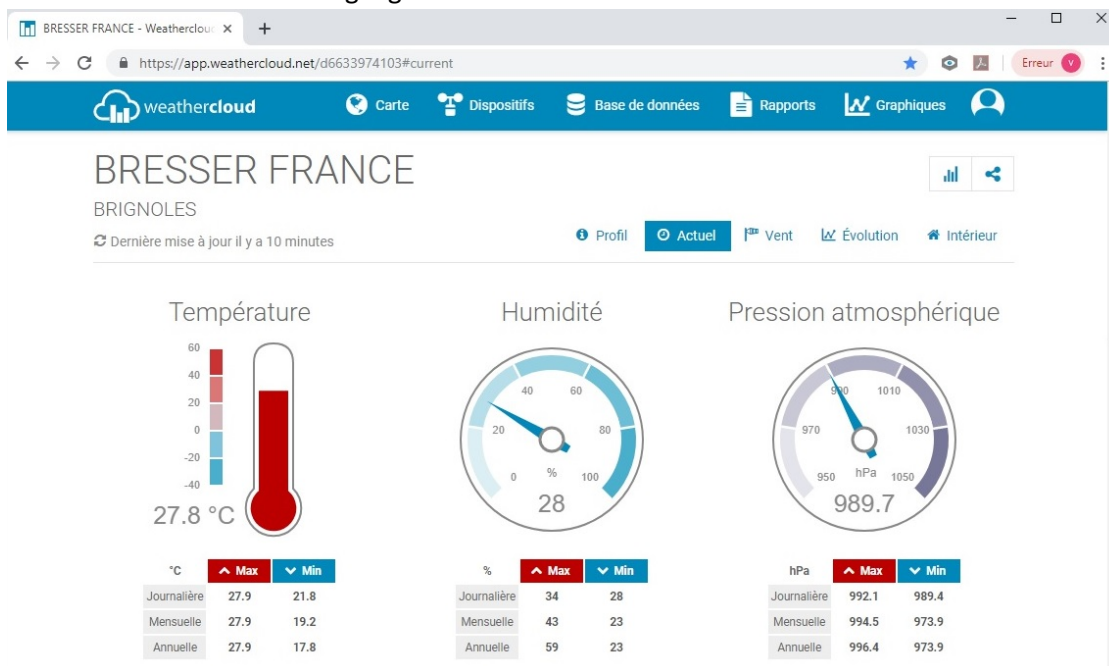 BRESSER FRANCE - Weatherclou
https://app.weathercloud.net/d6633974103#current
Erreur V
weathercloud Carte Dispositifs Base de données Rapports Graphiques
BRESSER FRANCE
BRIGNOLES
Dernière mise à jour il y a 10 minutes
Profil Actuel Vent Évolution Intérieur
Température
60
40
20
0
-20
-40
27.8 °C
°C Max Min
Journalière 27.9 21.8
Mensuelle 27.9 19.2
Annuelle 27.9 17.8
Humidité
40 60
20 80
0 % 100
28
% Max Min
Journalière 34 28
Mensuelle 43 23
Annuelle 59 23
Pression atmosphérique
990 1010
970 1030
950 hPa 1050
989.7
hPa Max Min
Journalière 992.1 989.4
Mensuelle 994.5 973.9
Annuelle 996.4 973.9